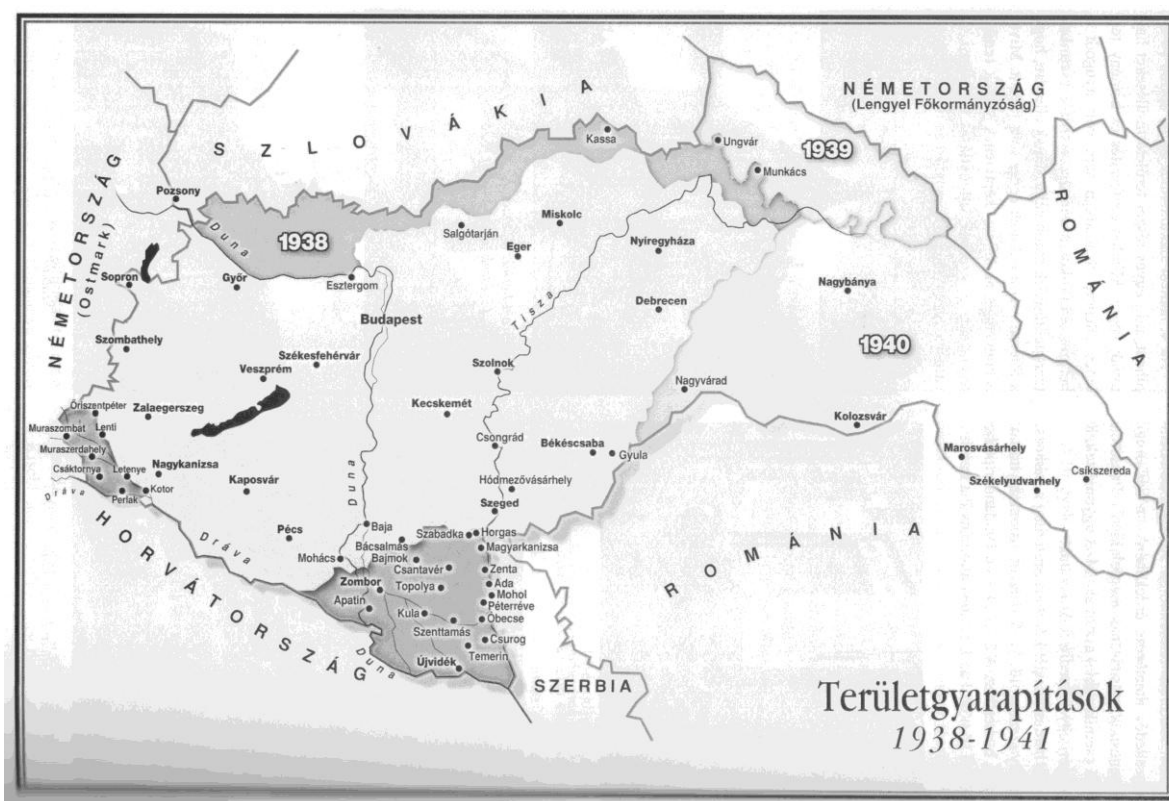 NÉMETORSZÁG
(Lengyel Főkormányzóság)
SZLOVÁKIA
Kassa
Ungvár
1939
Munkács
ROMÁNIA
NÉMETORSZÁG
(Ostmark)
Pozsony
Duna
1938
Salgótarján
Miskolc
Eger
Nyíregyháza
Sopron
Győr
Esztergom
Tisza
Debrecen
Nagybánya
Budapest
1940
Szombathely
Székesfehérvár
Veszprém
Szolnok
Nagyvárad
Őriszentpéter
Zalaegerszeg
Kecskemét
Kolozsvár
Muraszombat
Lenti
Muraszerdahely
Csongrád
Békéscsaba
Gyula
Marosvásárhely
Csáktornya
Letenye
Nagykanizsa
Kaposvár
Duna
Hódmezővásárhely
Székelyudvarhely
Csíkszereda
Dráva
Perlak
Kotor
Szeged
HORVÁTORSZÁG
Dráva
Pécs
Baja
Szabadka
Horgas
ROMÁNIA
Bácsalmás
Magyarkanizsa
Mohács
Bajmok
Csantavér
Zenta
Zombor
Topolya
Ada
Mohol
Apatin
Péterréve
Kula
Óbecse
Szenttamás
Csurog
Temerin
Duna
Újvidék
SZERBIA
Területgyarapítások
1938-1941